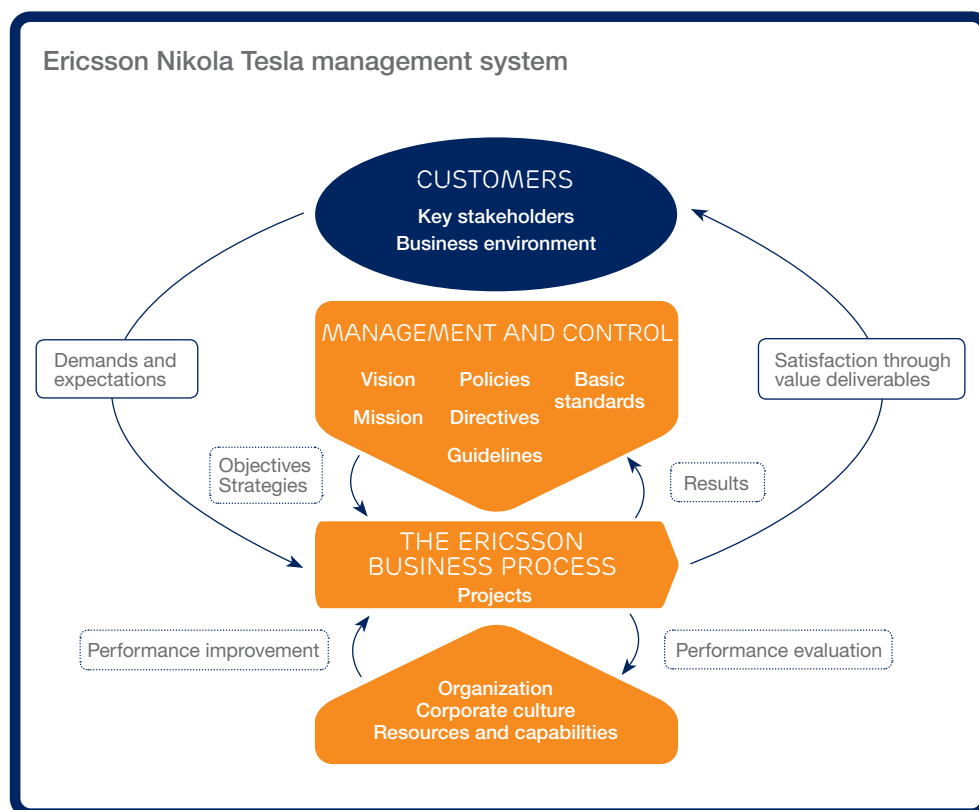 Ericsson Nikola Tesla management system
CUSTOMERS
Key stakeholders
Business environment
MANAGEMENT AND CONTROL
Vision
Policies
Basic
standards
Mission
Directives
Guidelines
Demands and
expectations
Satisfaction through
value deliverables
Objectives
Strategies
Results
THE ERICSSON
BUSINESS PROCESS
Projects
Performance improvement
Performance evaluation
Organization
Corporate culture
Resources and capabilities